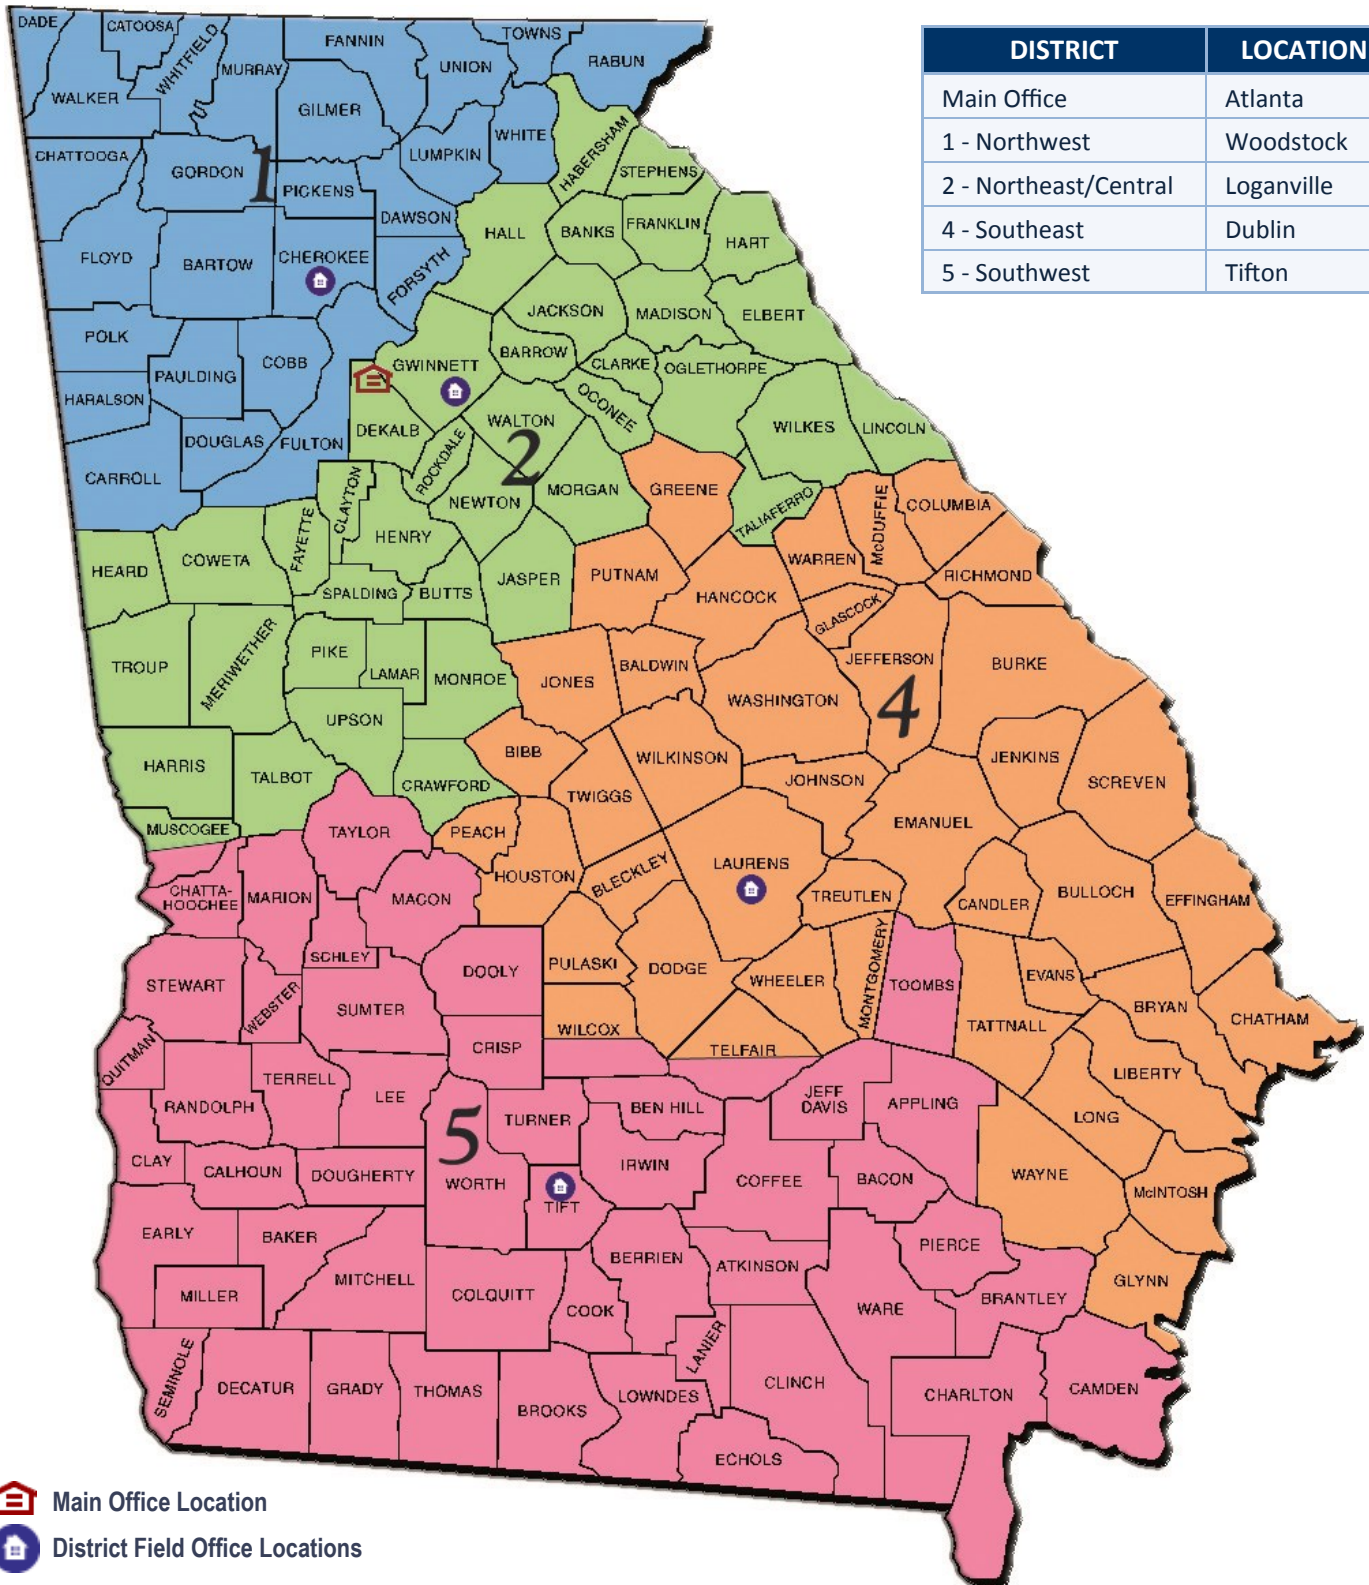 DISTRICT LOCATION
Main Office Atlanta
1 - Northwest Woodstock
2 - Northeast/Central Loganville
4 - Southeast Dublin
5 - Southwest Tifton
DADE
CATOOSA
WHITFIELD
MURRAY
FANNIN
TOWNS
UNION
RABUN
WALKER
GILMER
WHITE
LUMPKIN
CHATTOOGA
GORDON
1
PICKENS
DAWSON
HABERSHAM
STEPHENS
HALL
BANKS
FRANKLIN
HART
FLOYD
BARTOW
CHEROKEE
FORSYTH
JACKSON
MADISON
ELBERT
POLK
PAULDING
COBB
GWINNETT
BARROW
CLARKE
OGLETHORPE
HARALSON
OCONEE
DOUGLAS
FULTON
DEKALB
ROCKDALE
WALTON
2
WILKES
LINCOLN
CARROLL
CLAYTON
NEWTON
MORGAN
GREENE
TALIAFERRO
McDUFFIE
COLUMBIA
HEARD
COWETA
FAYETTE
HENRY
SPALDING
BUTTS
JASPER
PUTNAM
HANCOCK
WARREN
RICHMOND
GLASCOCK
TROUP
MERIWETHER
PIKE
LAMAR
MONROE
JONES
BALDWIN
WASHINGTON
JEFFERSON
4
BURKE
UPSON
HARRIS
TALBOT
CRAWFORD
BIBB
TWIGGS
WILKINSON
JOHNSON
JENKINS
SCREVEN
MUSCOGEE
TAYLOR
PEACH
HOUSTON
BLECKLEY
LAURENS
EMANUEL
TREUTLEN
CANDLER
BULLOCH
EFFINGHAM
CHATTA-
HOOCHEE
MARION
MACON
SCHLEY
DOOLY
PULASKI
DODGE
WHEELER
MONTGOMERY
TOOMBS
EVANS
BRYAN
CHATHAM
STEWART
WEBSTER
SUMTER
CRISP
WILCOX
TELFAIR
TATTNALL
LIBERTY
LONG
QUITMAN
RANDOLPH
TERRELL
LEE
5
TURNER
BEN HILL
JEFF
DAVIS
APPLING
CLAY
CALHOUN
DOUGHERTY
WORTH
TIFT
IRWIN
COFFEE
BACON
WAYNE
McINTOSH
EARLY
BAKER
MITCHELL
BERRIEN
ATKINSON
PIERCE
GLYNN
MILLER
COLQUITT
COOK
LANIER
WARE
BRANTLEY
SEMINOLE
DECATUR
GRADY
THOMAS
BROOKS
LOWNDES
CLINCH
CHARLTON
CAMDEN
ECHOLS
Main Office Location
District Field Office Locations